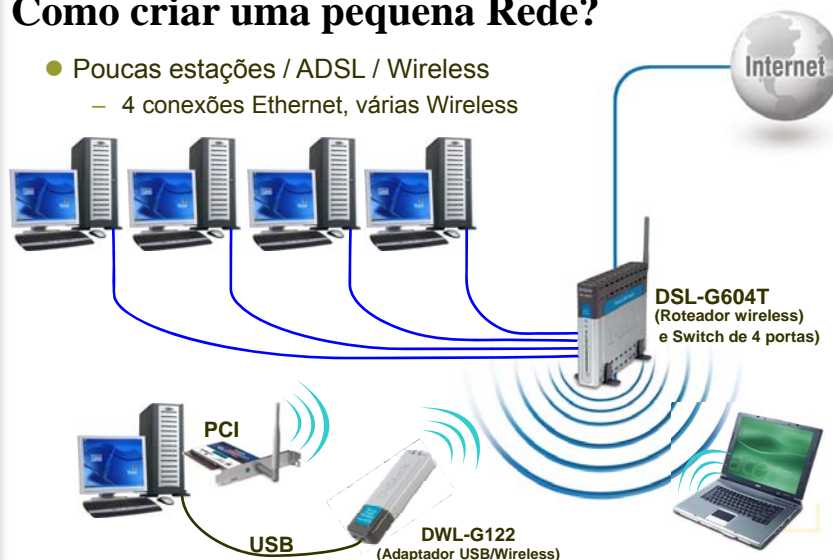 Como criar uma pequena Rede?
Poucas estações / ADSL / Wireless
– 4 conexões Ethernet, várias Wireless
Internet
DSL-G604T
(Roteador wireless)
e Switch de 4 portas)
PCI
USB
DWL-G122
(Adaptador USB/Wireless)